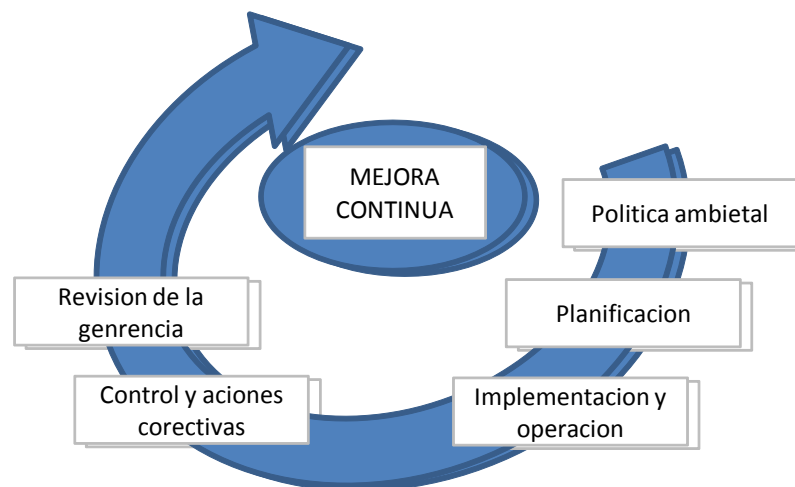 MEJORA
CONTINUA
Politica ambietal
Planificacion
Implementacion y
operacion
Control y aciones
corectivas
Revision de la
genrencia